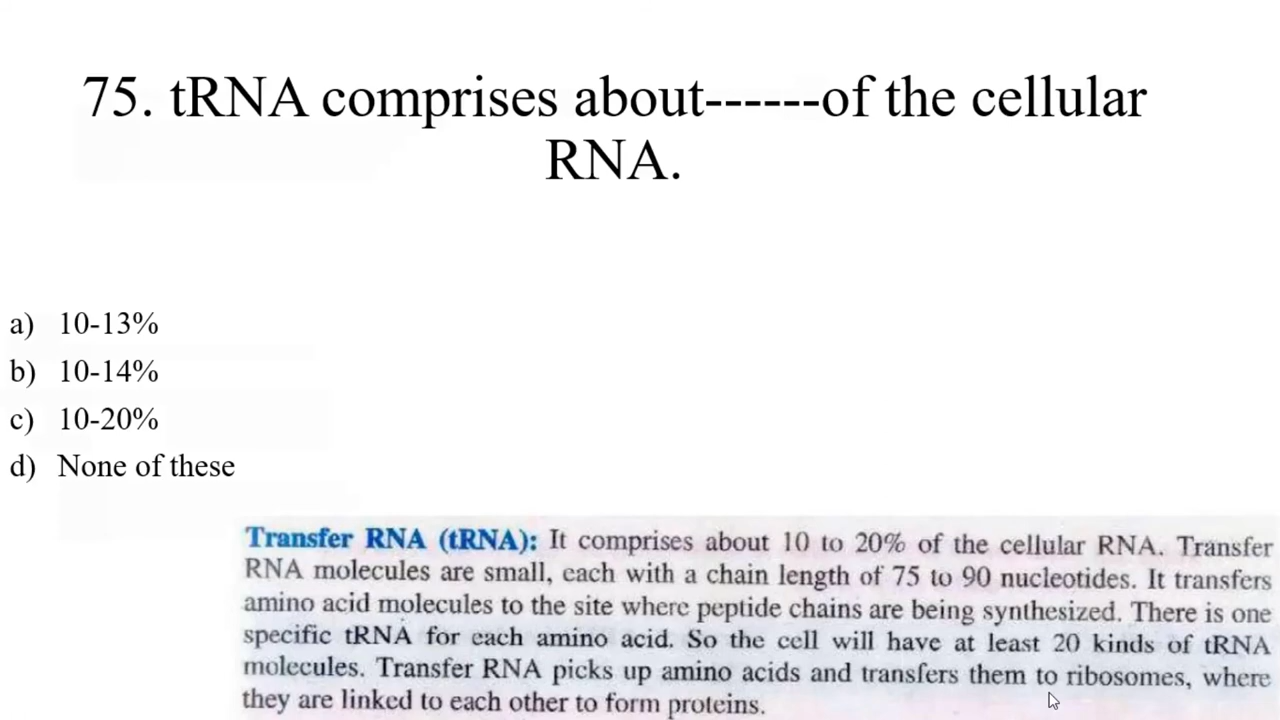 75. tRNA comprises about------of the cellular
RNA.
a) 10-13%
b) 10-14%
c) 10-20%
d) None of these
Transfer RNA (tRNA): It comprises about 10 to 20% of the cellular RNA. Transfer
RNA molecules are small, each with a chain length of 75 to 90 nucleotides. It transfers
amino acid molecules to the site where peptide chains are being synthesized. There is one
specific tRNA for each amino acid. So the cell will have at least 20 kinds of tRNA
molecules. Transfer RNA picks up amino acids and transfers them to ribosomes, where
they are linked to each other to form proteins.